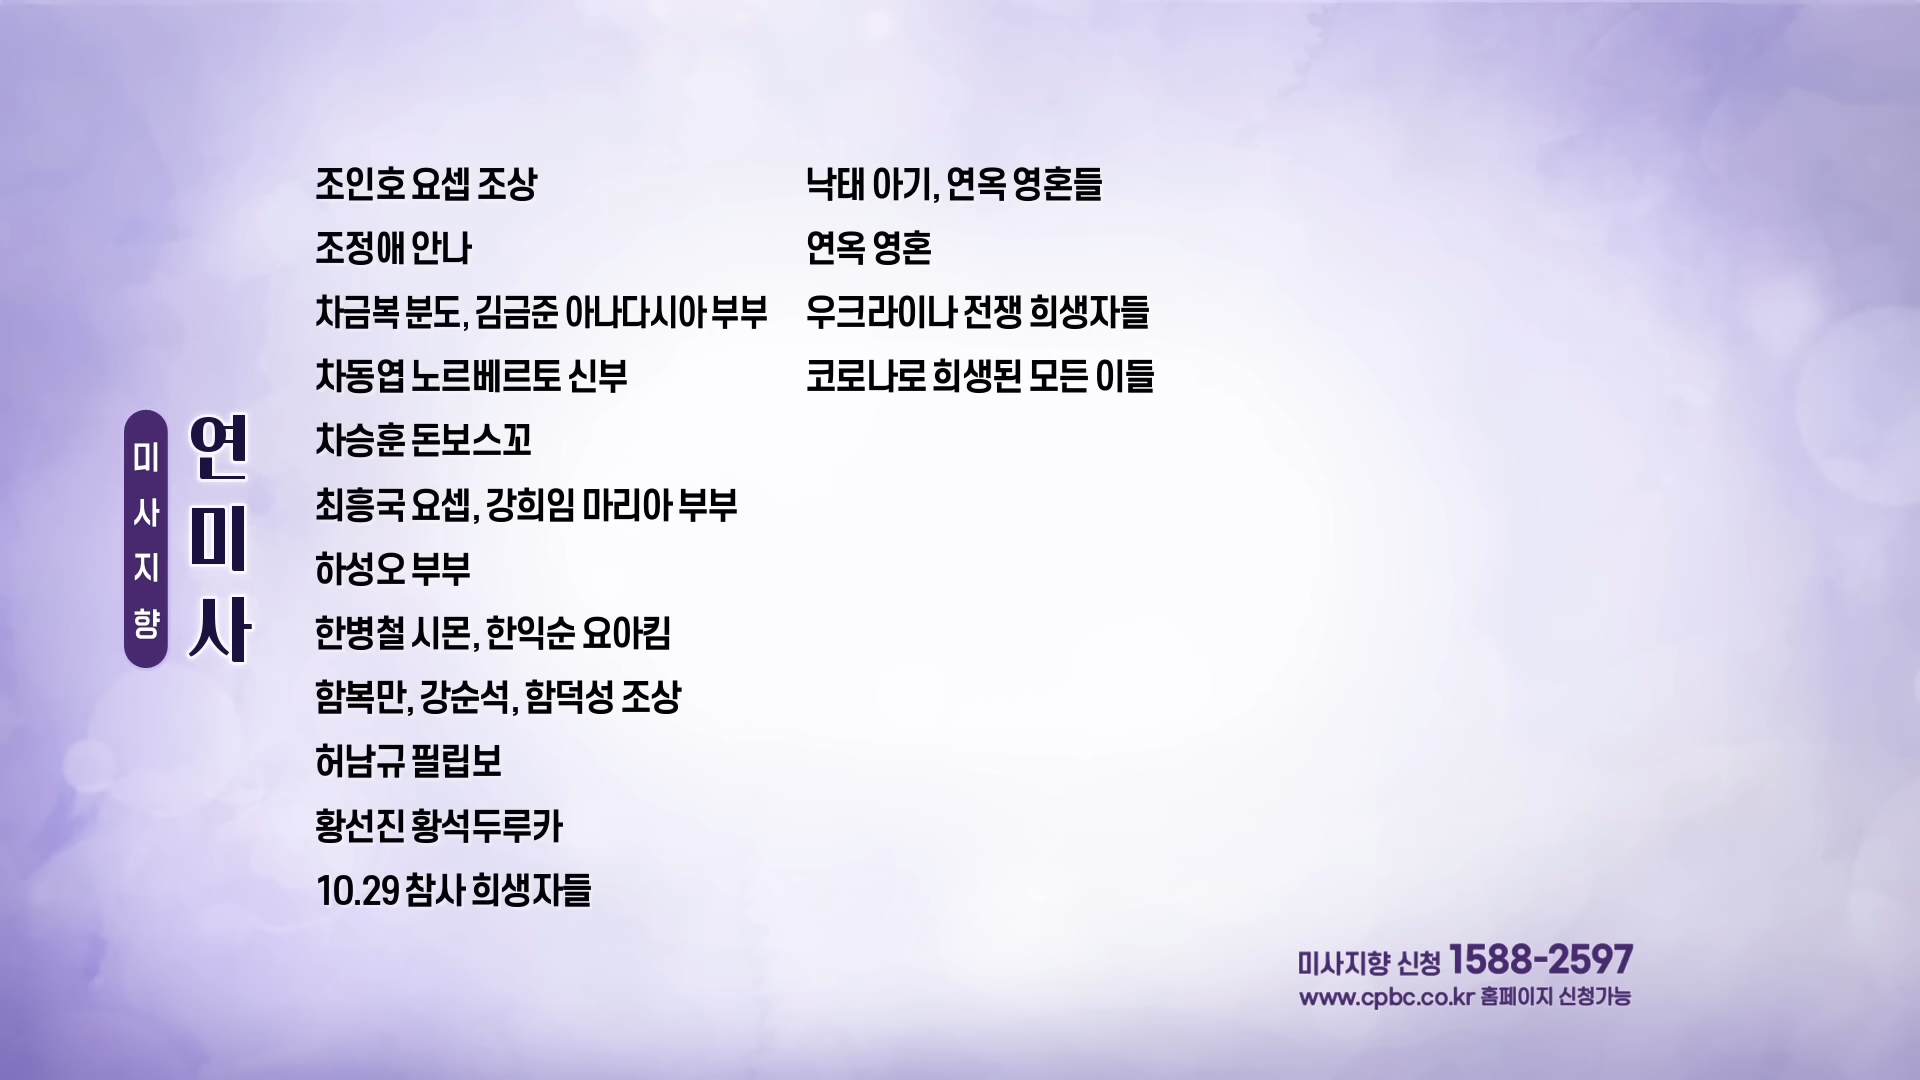 미사지향
연미사
조인호 요셉 조상
조정애 안나
차금복 분도, 김금준 아나다시아 부부
차동엽 노르베르토 신부
차승훈 돈보스꼬
최흥국 요셉, 강희임 마리아 부부
하성오 부부
한병철 시몬, 한익순 요아킴
함복만, 강순석, 함덕성 조상
허남규 필립보
황선진 황석두루카
10.29 참사 희생자들
낙태 아기, 연옥 영혼들
연옥 영혼
우크라이나 전쟁 희생자들
코로나로 희생된 모든 이들
미사지향 신청 1588-2597
www.cpbc.co.kr 홈페이지 신청가능